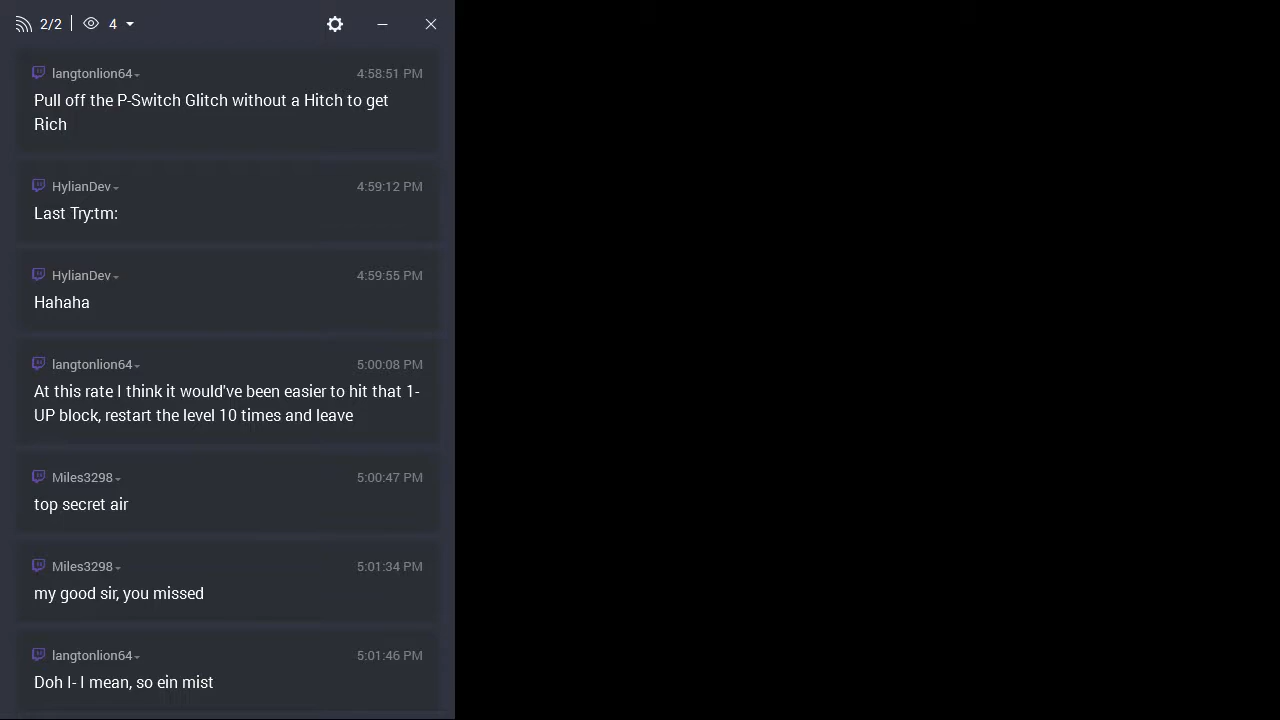 2/2 | 4
langtonlion64 4:58:51 PM
Pull off the P-Switch Glitch without a Hitch to get
Rich
HylianDev 4:59:12 PM
Last Try:tm:
HylianDev 4:59:55 PM
Hahaha
langtonlion64 5:00:08 PM
At this rate I think it would've been easier to hit that 1-
UP block, restart the level 10 times and leave
Miles3298 5:00:47 PM
top secret air
Miles3298 5:01:34 PM
my good sir, you missed
langtonlion64 5:01:46 PM
Doh I- I mean, so ein mist